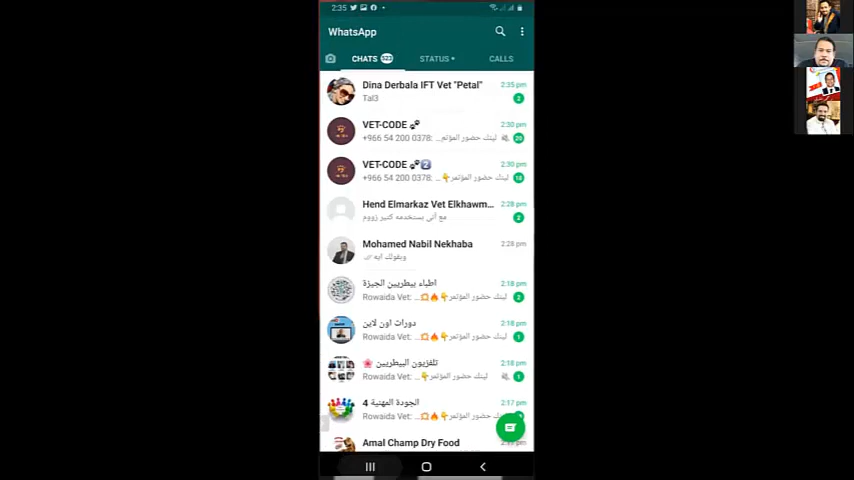 2:35
WhatsApp
CHATS 523 STATUS CALLS
Dina Derbala IFT Vet "Petal" 2:35 pm
Tal3 2
VET-CODE 2:30 pm
+966 54 200 0378: لينك حضور المؤتم... 20
VET-CODE 2 2:30 pm
+966 54 200 0378: ...👇لينك حضور المؤتمر
Hend Elmarkaz Vet Elkhawm... 2:28 pm
مع أني بستخدمه كتير زووم 2
Mohamed Nabil Nekhaba 2:28 pm
ويقولك ايه
اطباء بيطريين الجيزة 2:18 pm
Rowaida Vet: ...👇🔥لينك حضور المؤتمر 2
دورات اون لاين 2:18 pm
Rowaida Vet: ...👇🔥لينك حضور المؤتمر 1
تلفزيون البيطريين 🌸 2:18 pm
Rowaida Vet: ...👇لينك حضور المؤتمر 1
الجودة المهنية 4 2:17 pm
Rowaida Vet: ...👇🔥لينك حضور المؤتمر
Amal Champ Dry Food